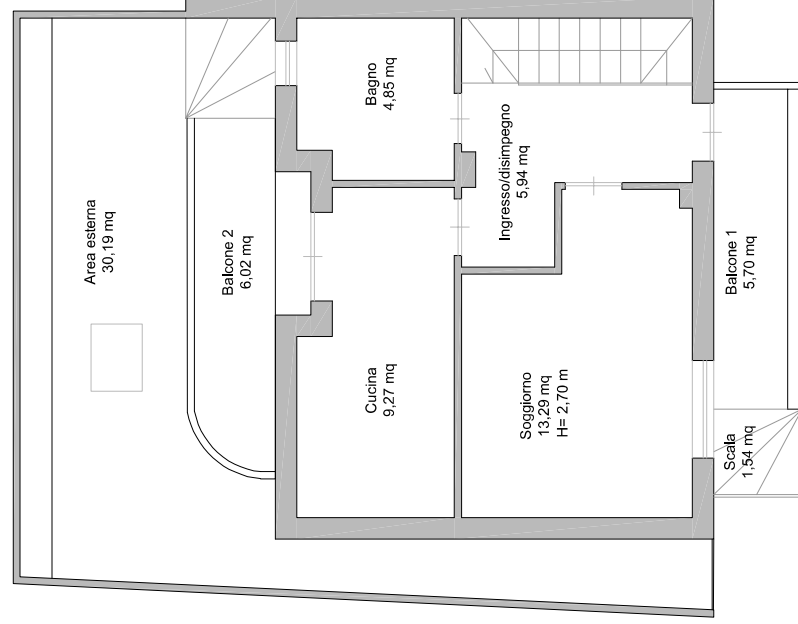 Bagno
4,85 mq
Ingresso/disimpegno
5,94 mq
Area esterna
30,19 mq
Balcone 2
6,02 mq
Balcone 1
5,70 mq
Cucina
9,27 mq
Soggiorno
13,29 mq
H= 2,70 m
Scala
1,54 mq